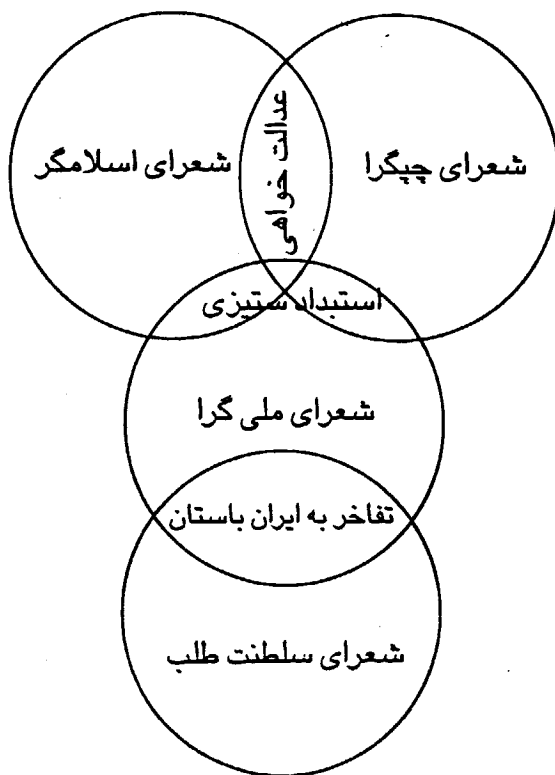 شعرای چپگرا
عدالت خواهی
شعرای اسلامگر
استبداد ستیزی
شعرای ملی گرا
تفاخر به ایران باستان
شعرای سلطنت طلب